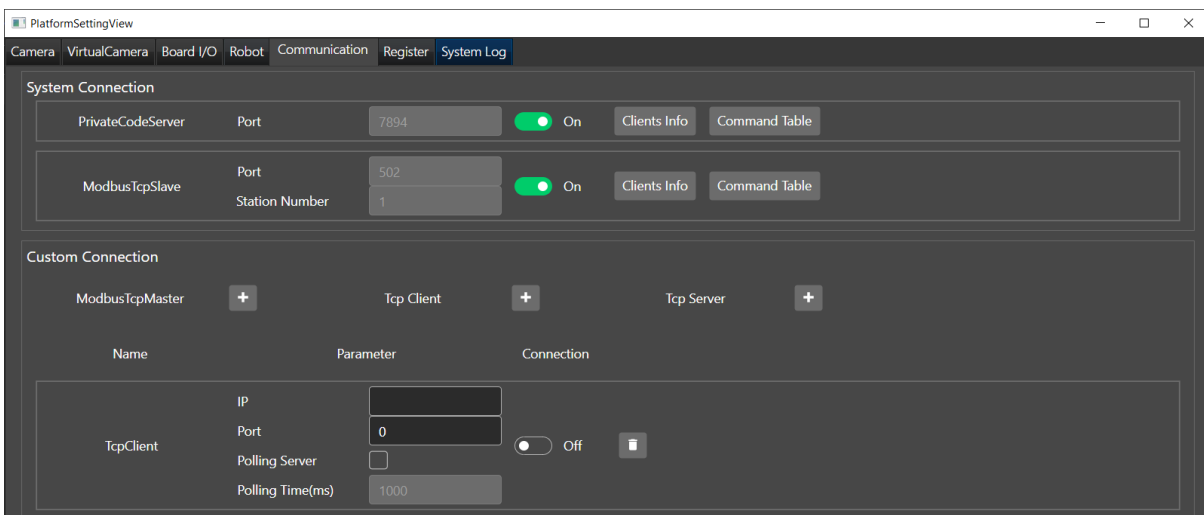 PlatformSettingView
Camera VirtualCamera Board I/O Robot Communication Register System Log
System Connection
PrivateCodeServer Port 7894 On Clients Info Command Table
Port 502
ModbusTcpSlave On Clients Info Command Table
Station Number 1
Custom Connection
ModbusTcpMaster + Tcp Client + Tcp Server +
Name Parameter Connection
IP
Port 0
TcpClient Off
Polling Server
Polling Time(ms) 1000